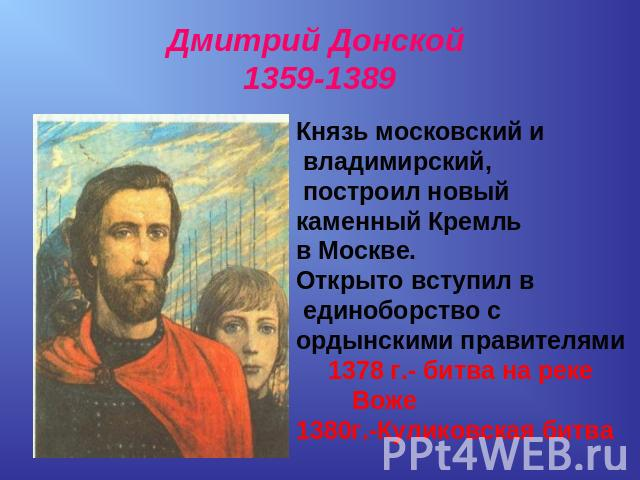 Дмитрий Донской
1359-1389
Князь московский и
владимирский,
построил новый
каменный Кремль
в Москве.
Открыто вступил в
единоборство с
ордынскими правителями
1378 г.- битва на реке
Воже
1380г.-Куликовская битва
PPt4WEB.ru